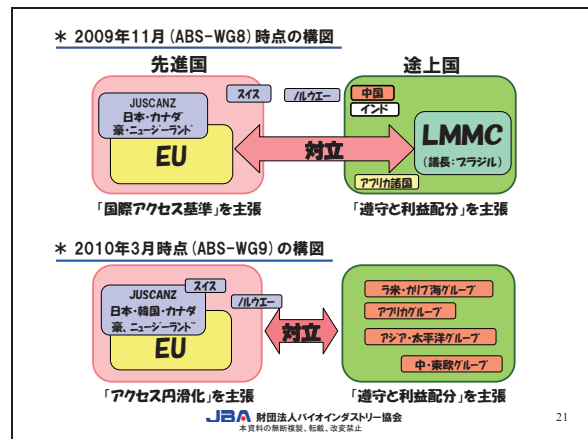 ＊ 2009年11月(ABS-WG8)時点の構図
先進国
途上国
JUSCANZ
日本・カナダ
豪・ニュージーランド
EU
スイス
ノルウエー
対立
中国
インド
LMMC
(議長:ブラジル)
アフリカ諸国
「国際アクセス基準」を主張
「遵守と利益配分」を主張
＊ 2010年3月時点(ABS-WG9)の構図
JUSCANZ
日本・韓国・カナダ
豪、ニュージーランド
EU
スイス
ノルウエー
対立
ラ米・カリブ海グループ
アフリカグループ
アジア・太平洋グループ
中・東欧グループ
「アクセス円滑化」を主張
「遵守と利益配分」を主張
JBA 財団法人バイオインダストリー協会
本資料の無断複製、転載、改変禁止
21